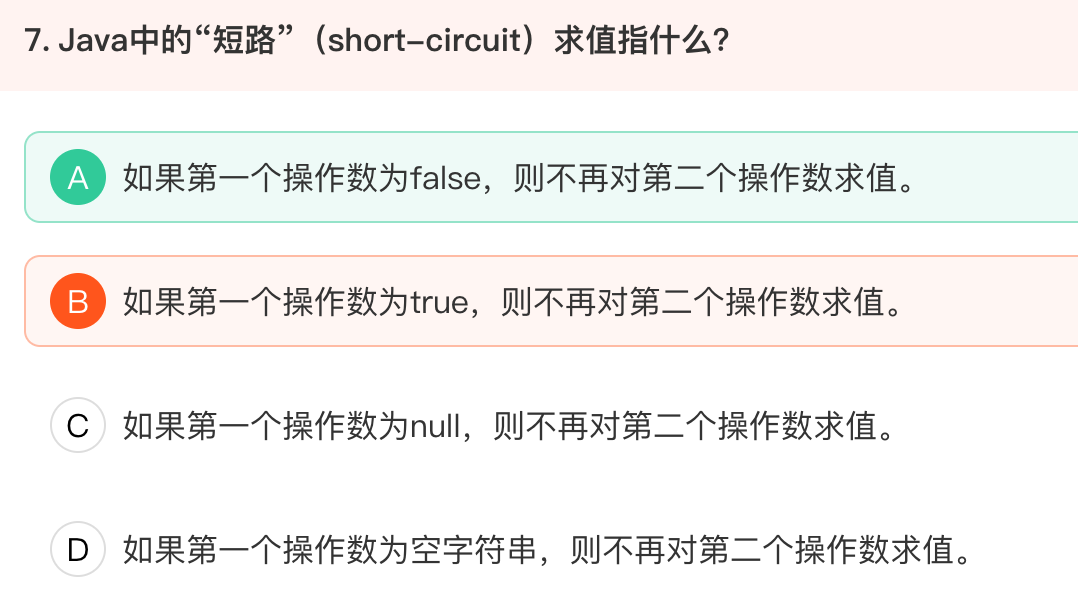 7. Java中的“短路”（short-circuit）求值指什么?
A 如果第一个操作数为false，则不再对第二个操作数求值。
B 如果第一个操作数为true，则不再对第二个操作数求值。
C 如果第一个操作数为null，则不再对第二个操作数求值。
D 如果第一个操作数为空字符串，则不再对第二个操作数求值。